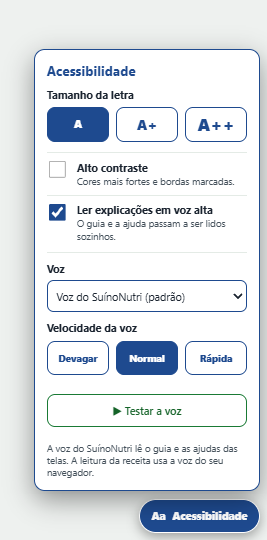 Acessibilidade
Tamanho da letra
A A+ A++
Alto contraste
Cores mais fortes e bordas marcadas.
Ler explicações em voz alta
O guia e a ajuda passam a ser lidos
sozinhos.
Voz
Voz do SuínoNutri (padrão)
Velocidade da voz
Devagar Normal Rápida
▶ Testar a voz
A voz do SuínoNutri lê o guia e as ajudas das
telas. A leitura da receita usa a voz do seu
navegador.
Aa Acessibilidade